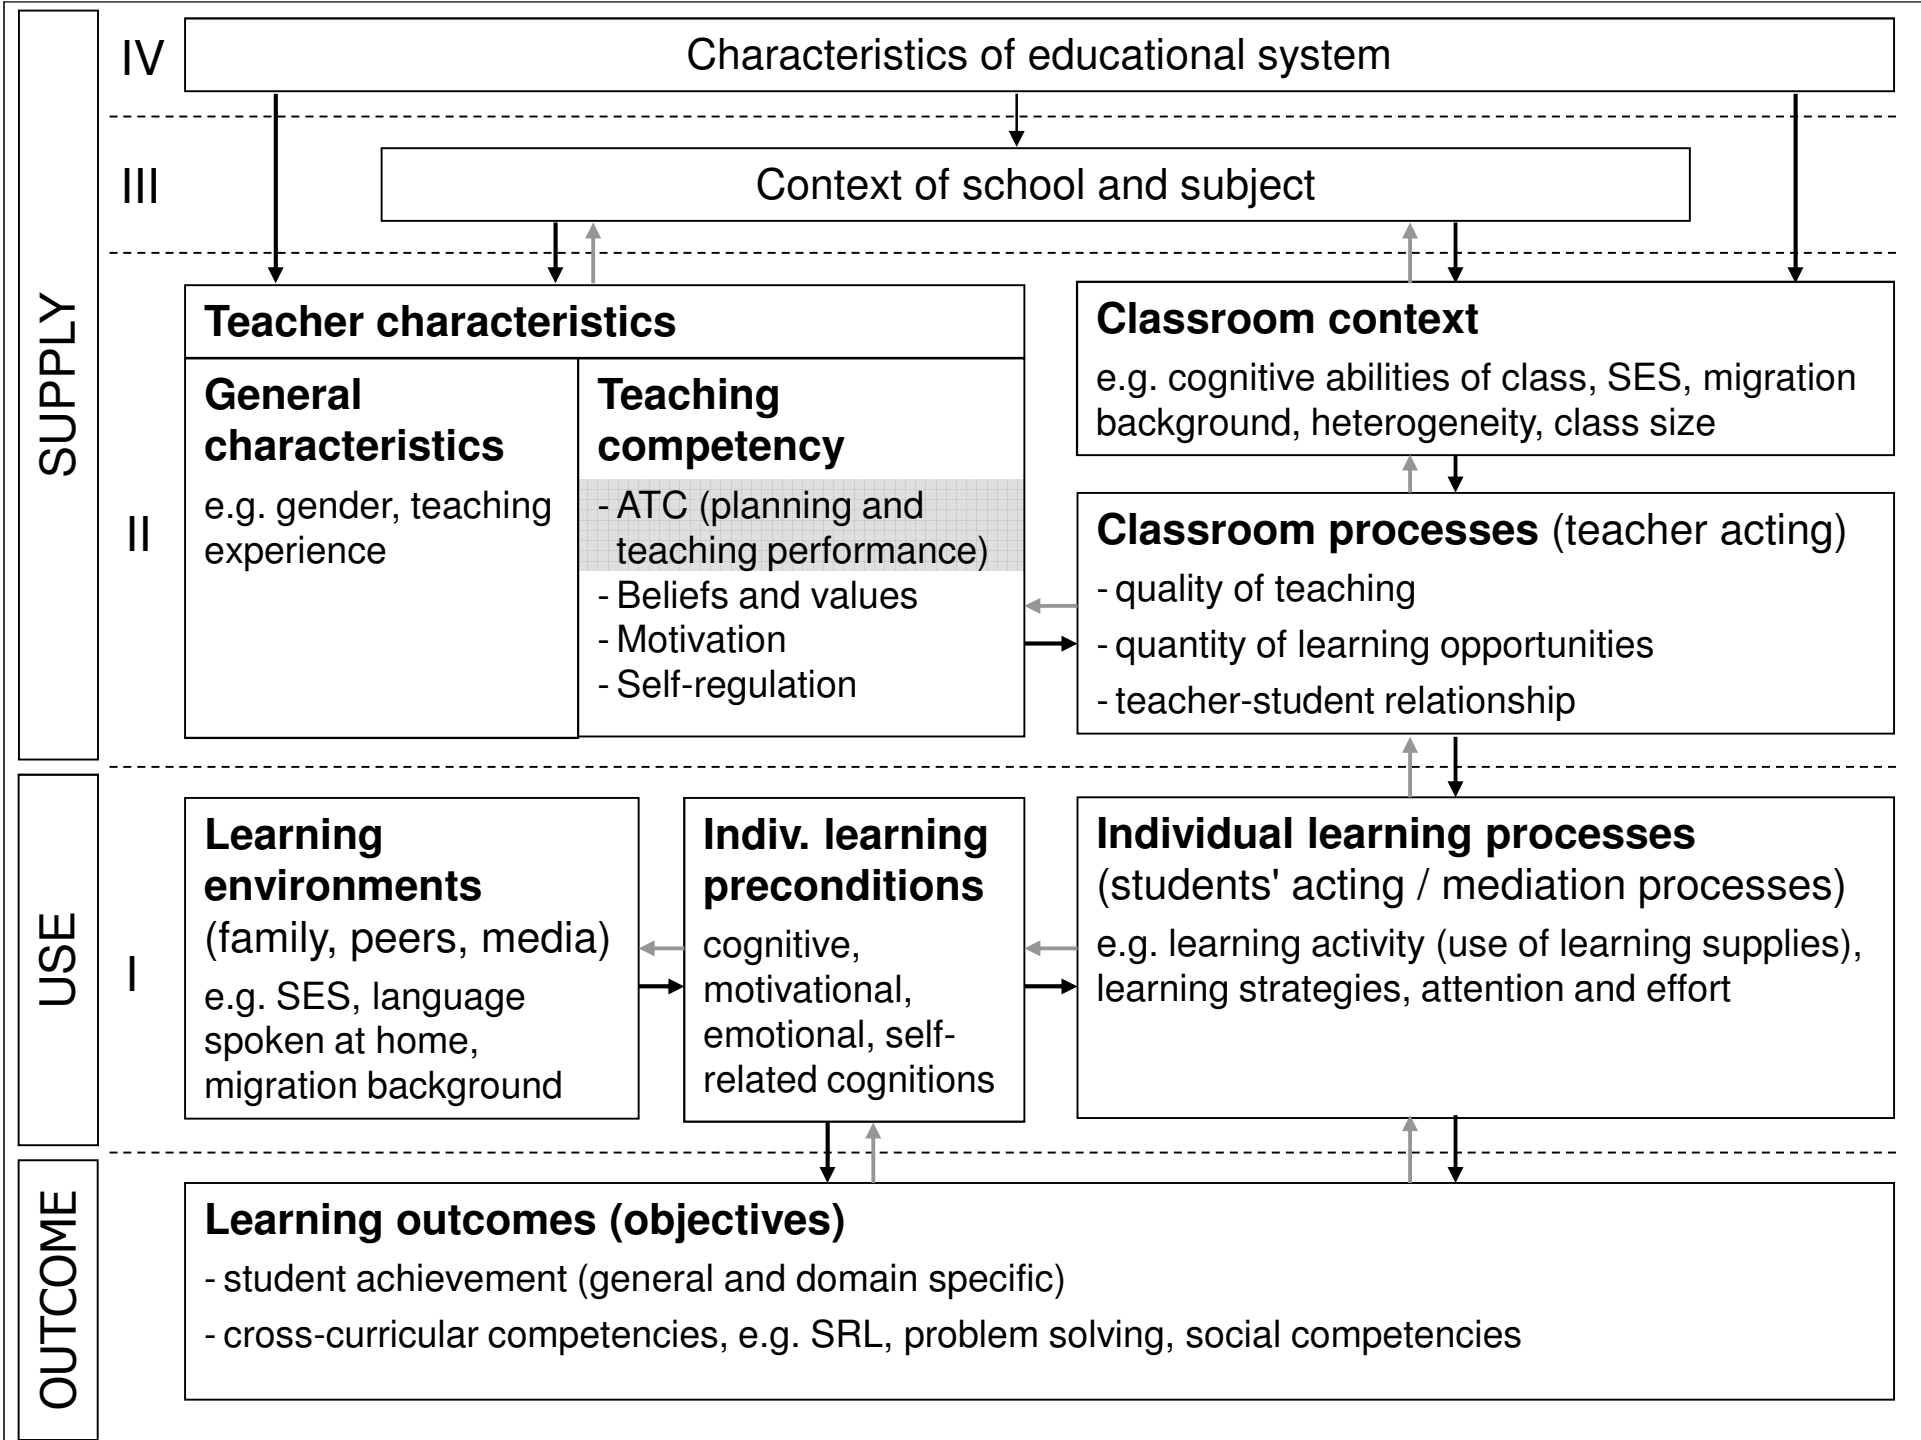 SUPPLY
IV
Characteristics of educational system
III
Context of school and subject
II
Teacher characteristics
General
characteristics
e.g. gender, teaching
experience
Teaching
competency
- ATC (planning and
teaching performance)
- Beliefs and values
- Motivation
- Self-regulation
Classroom context
e.g. cognitive abilities of class, SES, migration
background, heterogeneity, class size
Classroom processes (teacher acting)
- quality of teaching
- quantity of learning opportunities
- teacher-student relationship
USE
I
Learning
environments
(family, peers, media)
e.g. SES, language
spoken at home,
migration background
Indiv. learning
preconditions
cognitive,
motivational,
emotional, self-
related cognitions
Individual learning processes
(students' acting / mediation processes)
e.g. learning activity (use of learning supplies),
learning strategies, attention and effort
OUTCOME
Learning outcomes (objectives)
- student achievement (general and domain specific)
- cross-curricular competencies, e.g. SRL, problem solving, social competencies